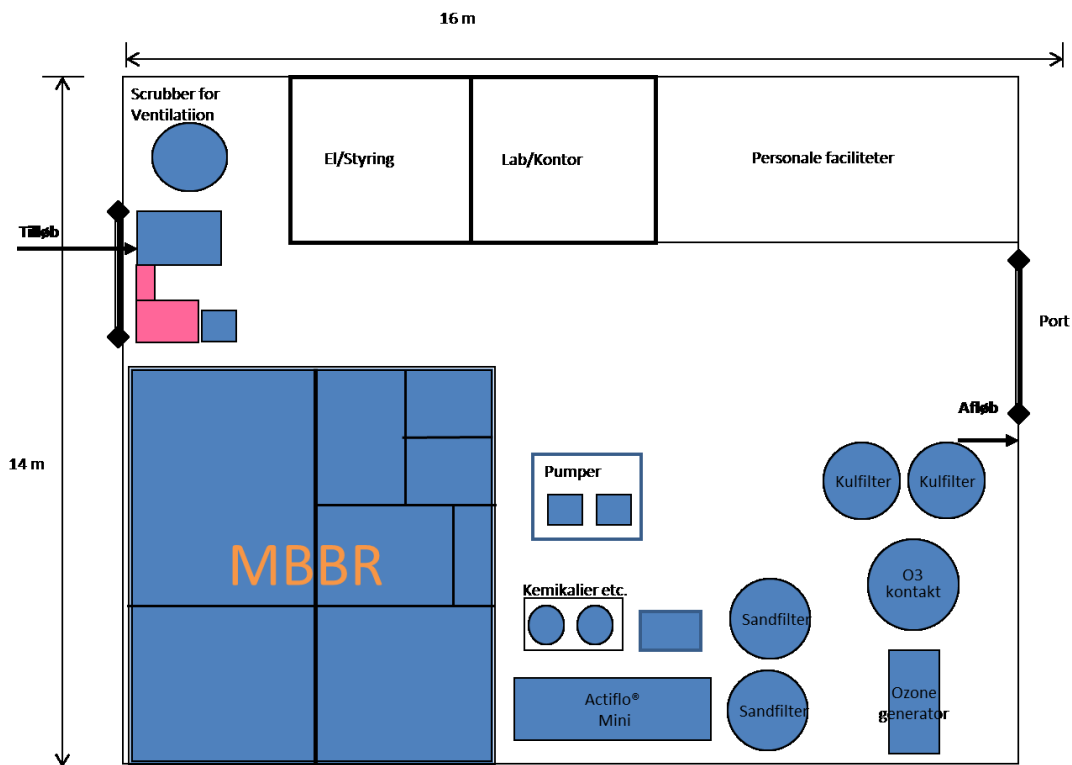 16 m
Scrubber for
Ventilatiion
El/Styring
Lab/Kontor
Personale faciliteter
Tilløb
Port
Afløb
14 m
Pumper
Kulfilter
Kulfilter
MBBR
O3
kontakt
Kemikalier etc.
Sandfilter
Actiflo®
Mini
Sandfilter
Ozone
generator